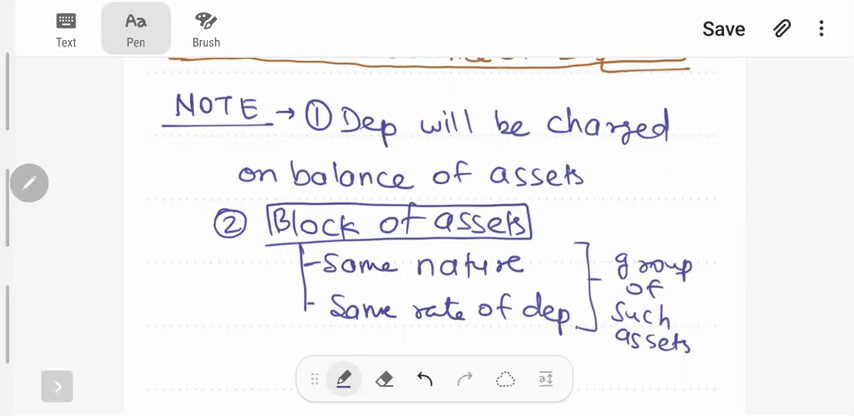 Aa
Text
Pen
Brush
Save
NOTE → ① Dep will be charged
on balance of assets
② Block of assets
- Same nature
- Same rate of dep
group
of
such
assets